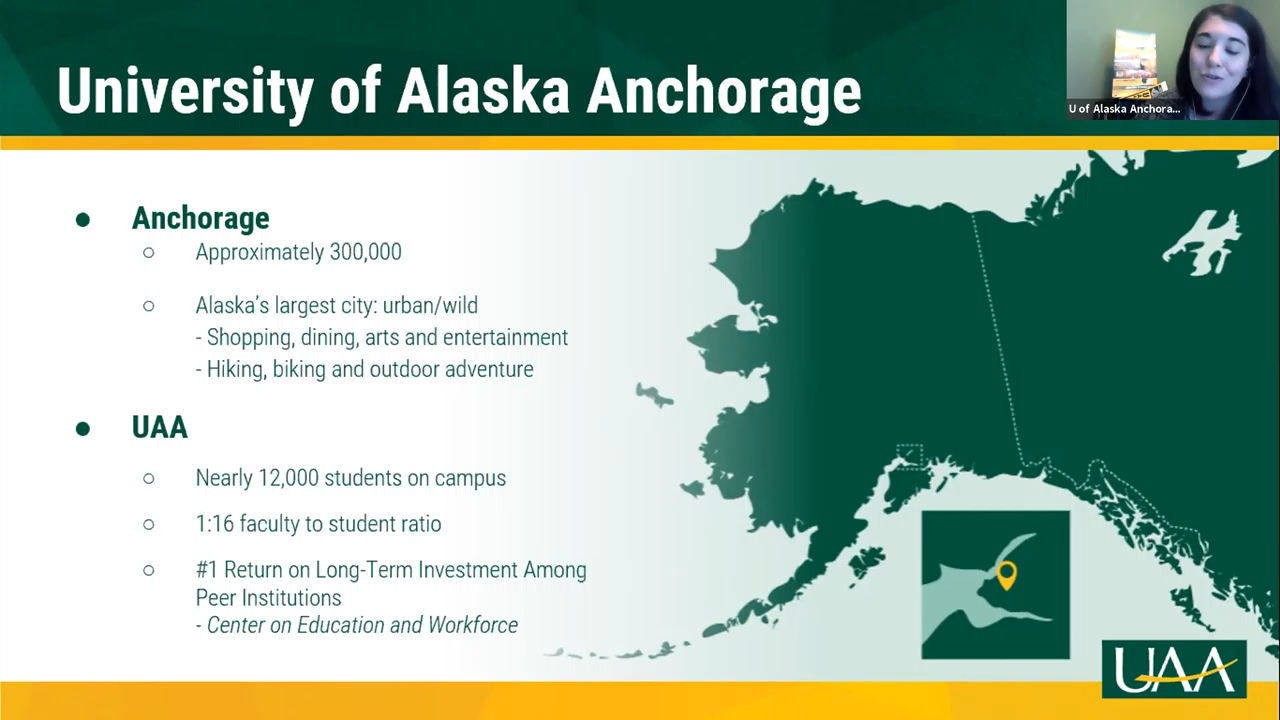 University of Alaska Anchorage
U of Alaska Anchora...
● Anchorage
○ Approximately 300,000
○ Alaska's largest city: urban/wild
- Shopping, dining, arts and entertainment
- Hiking, biking and outdoor adventure
● UAA
○ Nearly 12,000 students on campus
○ 1:16 faculty to student ratio
○ #1 Return on Long-Term Investment Among
Peer Institutions
- Center on Education and Workforce
UAA